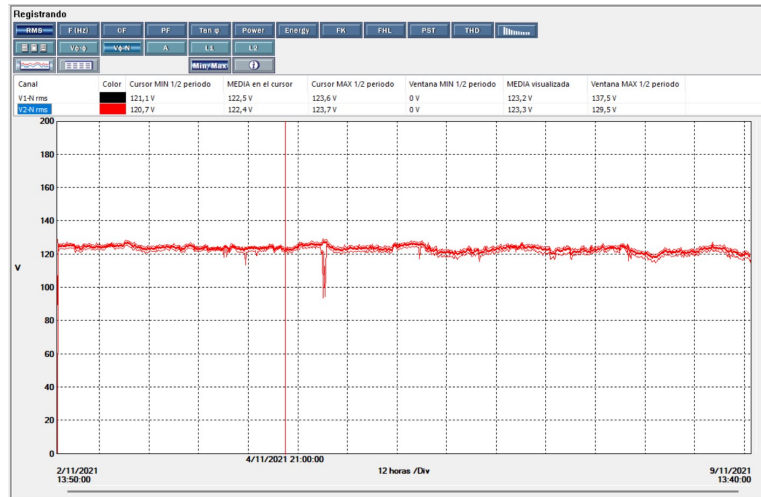 Registrando
RMS F (Hz) CF PF Tan φ Power Energy FK FHL PST THD
Vφ-φ Vφ-N A L1 L2
Min-Max
Canal Color Cursor MIN 1/2 periodo MEDIA en el cursor Cursor MAX 1/2 periodo Ventana MIN 1/2 periodo MEDIA visualizada Ventana MAX 1/2 periodo
V1-N rms 121,1 V 122,5 V 123,6 V 0 V 123,2 V 137,5 V
V2-N rms 120,7 V 122,4 V 123,7 V 0 V 123,3 V 129,5 V
200
180
160
140
120
V
100
80
60
40
20
0
4/11/2021 21:00:00
2/11/2021 12 horas /Div 9/11/2021
13:50:00 13:40:00